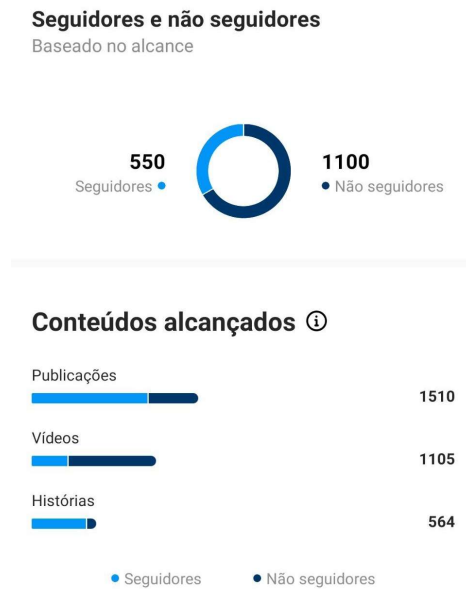 Seguidores e não seguidores
Baseado no alcance
550
Seguidores
1100
Não seguidores
Conteúdos alcançados
Publicações
1510
Vídeos
1105
Histórias
564
Seguidores
Não seguidores